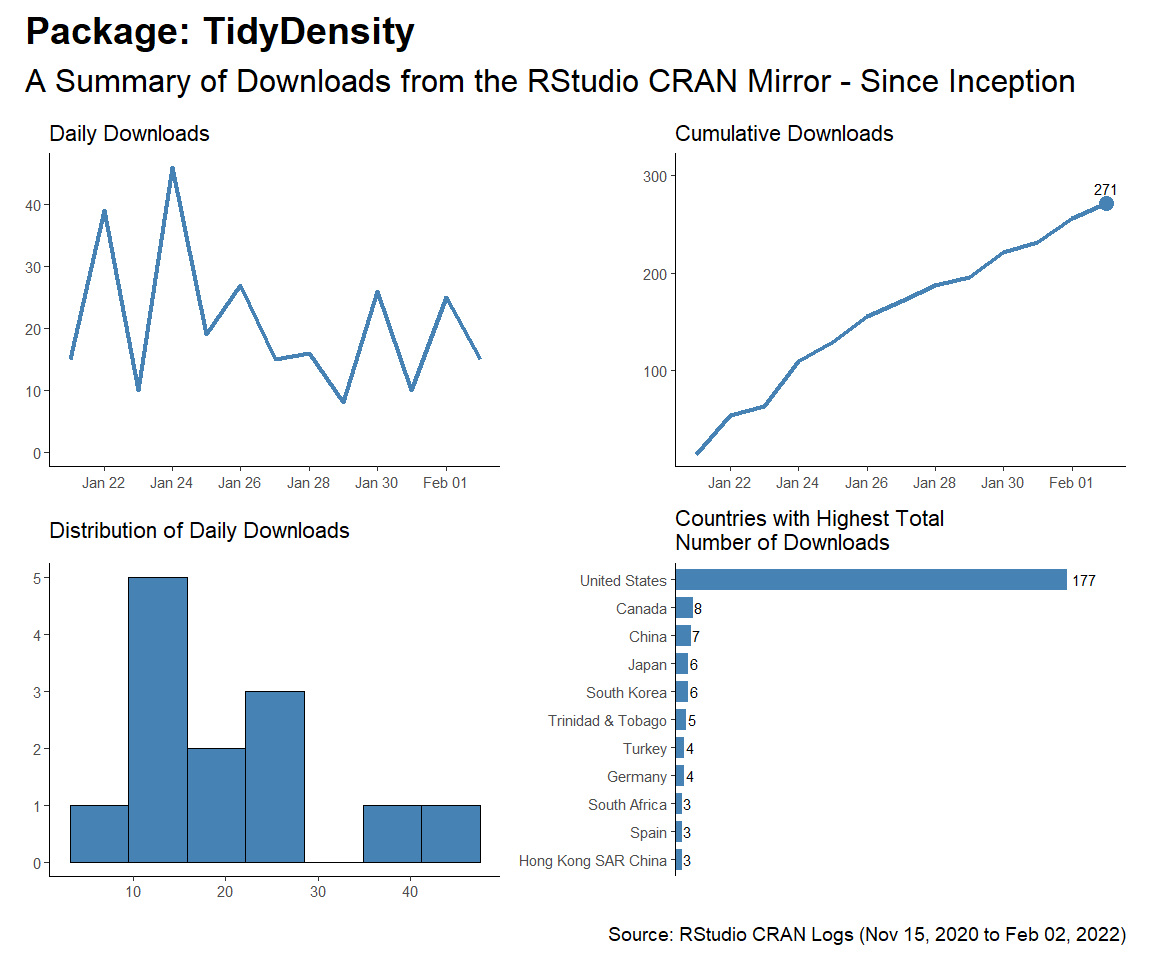 Package: TidyDensity
A Summary of Downloads from the RStudio CRAN Mirror - Since Inception
Daily Downloads
40
30
20
10
0
Jan 22 Jan 24 Jan 26 Jan 28 Jan 30 Feb 01
Cumulative Downloads
300
200
100
271
Jan 22 Jan 24 Jan 26 Jan 28 Jan 30 Feb 01
Distribution of Daily Downloads
5
4
3
2
1
0
10 20 30 40
Countries with Highest Total
Number of Downloads
United States 177
Canada 8
China 7
Japan 6
South Korea 6
Trinidad & Tobago 5
Turkey 4
Germany 4
South Africa 3
Spain 3
Hong Kong SAR China 3
Source: RStudio CRAN Logs (Nov 15, 2020 to Feb 02, 2022)